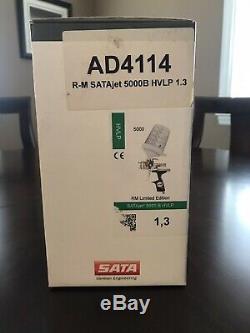 AD4114
R-M SATAjet 5000B HVLP 1.3
HVLP
5000
CE
RM Limited Edition
SATAjet 5000 B HVLP
1,3
SATA
German Engineering